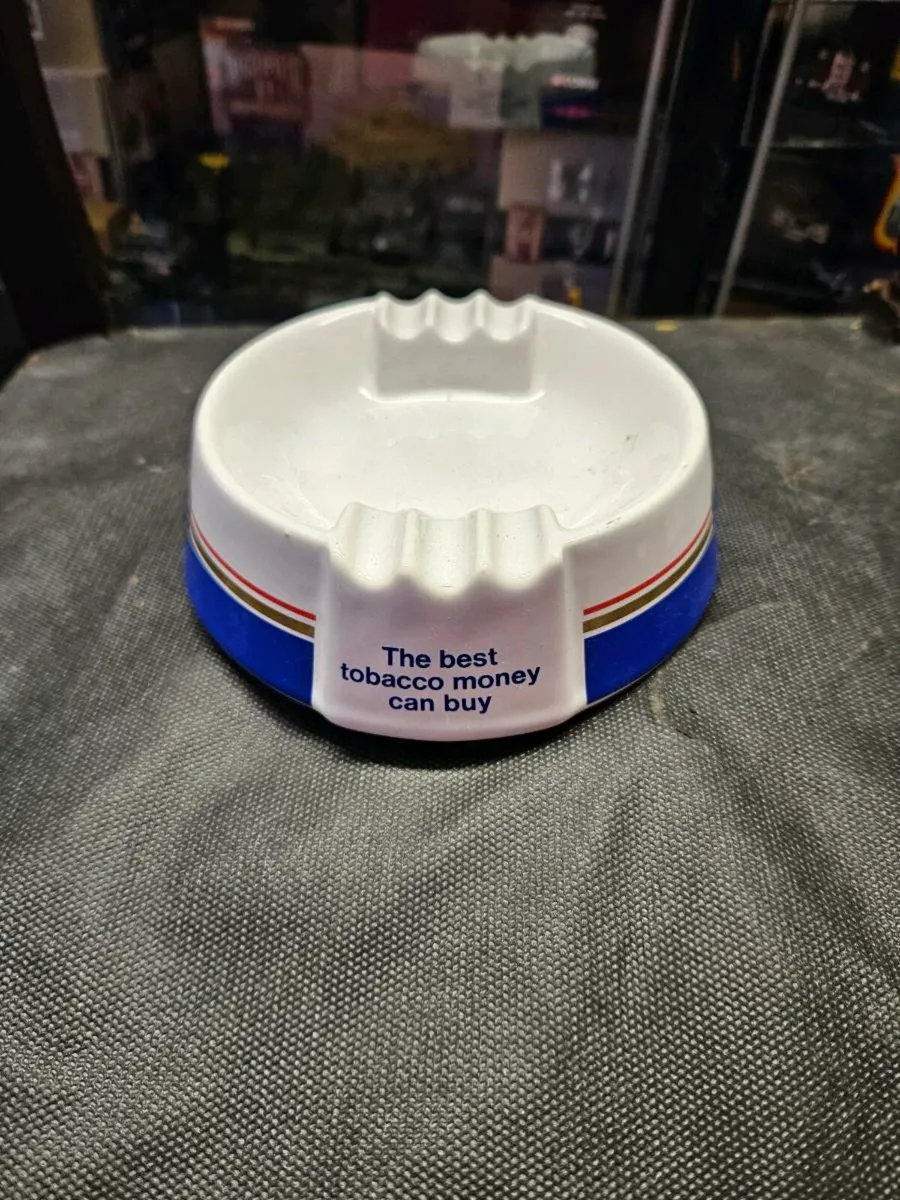 The best
tobacco money
can buy